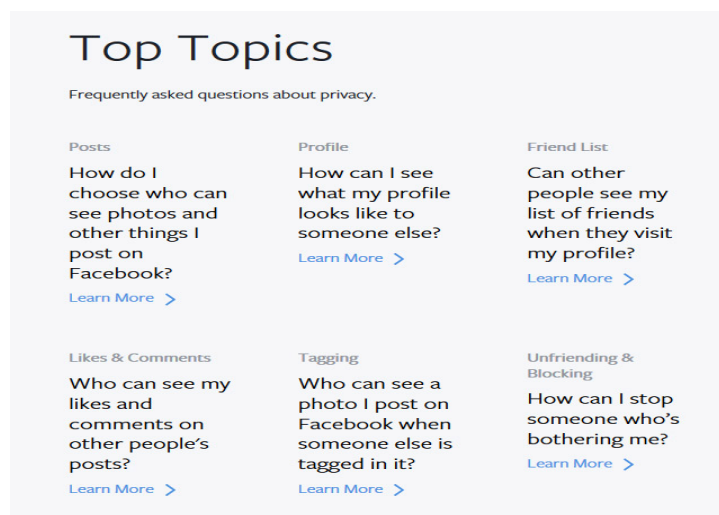 Top Topics
Frequently asked questions about privacy.
Posts
How do I
choose who can
see photos and
other things I
post on
Facebook?
Learn More
Profile
How can I see
what my profile
looks like to
someone else?
Learn More
Friend List
Can other
people see my
list of friends
when they visit
my profile?
Learn More
Likes & Comments
Who can see my
likes and
comments on
other people's
posts?
Learn More
Tagging
Who can see a
photo I post on
Facebook when
someone else is
tagged in it?
Learn More
Unfriending &
Blocking
How can I stop
someone who's
bothering me?
Learn More